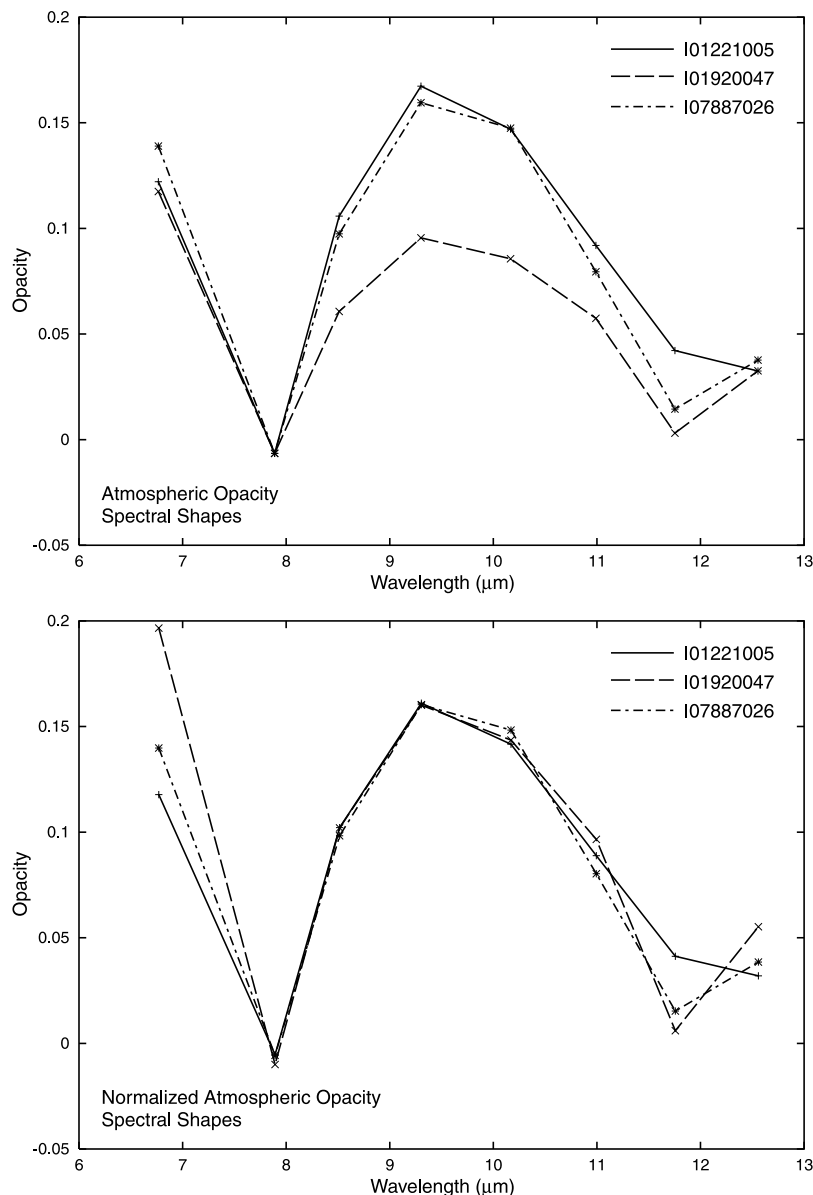 0.2
I01221005
I01920047
I07887026
0.15
0.1
Opacity
0.05
0
Atmospheric Opacity
Spectral Shapes
-0.05
6 7 8 9 10 11 12 13
Wavelength (μm)
0.2
I01221005
I01920047
I07887026
0.15
0.1
Opacity
0.05
0
Normalized Atmospheric Opacity
Spectral Shapes
-0.05
6 7 8 9 10 11 12 13
Wavelength (μm)